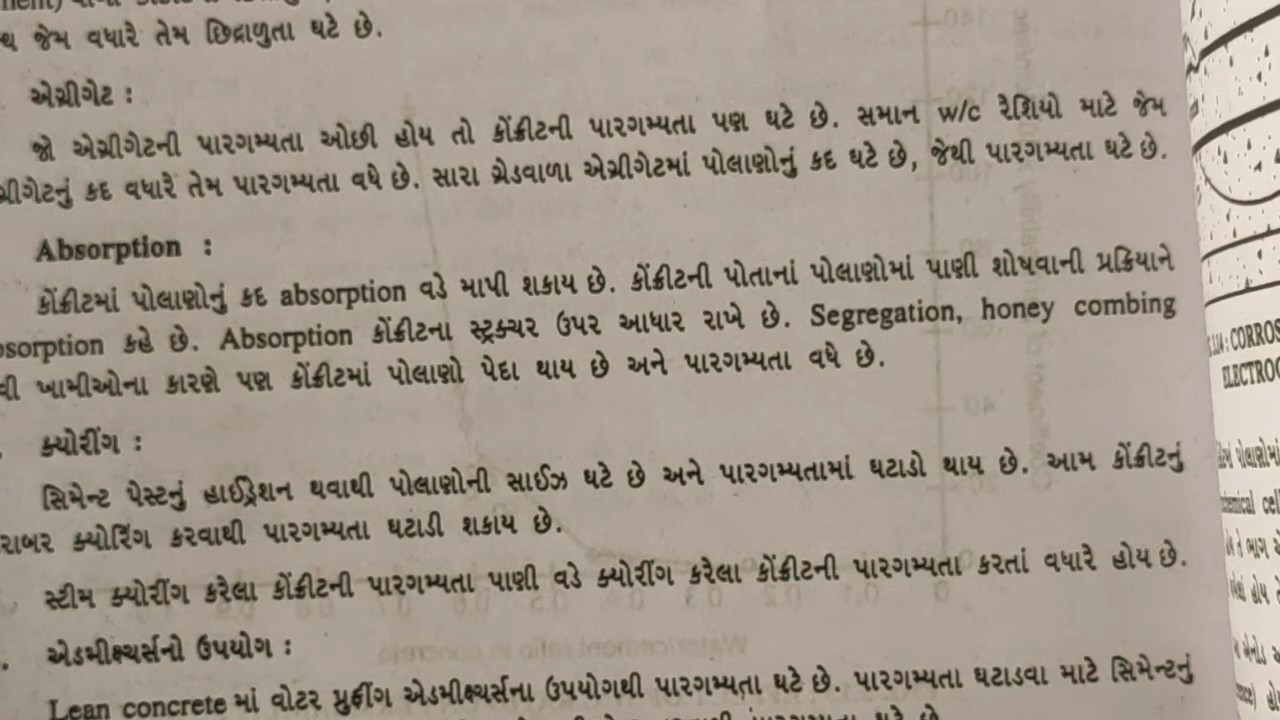 જેમ વધારે તેમ છિદ્રાળુતા ઘટે છે.
એગ્રીગેટ :
જો એગ્રીગેટની પારગમ્યતા ઓછી હોય તો કોંક્રીટની પારગમ્યતા પણ ઘટે છે. સમાન w/c રેશિયો માટે જેમ
કદ વધારે તેમ પારગમ્યતા વધે છે. સારા ગ્રેડવાળા એગ્રીગેટમાં પોલાણોનું કદ ઘટે છે, જેથી પારગમ્યતા ઘટે છે.
Absorption :
કોંક્રીટમાં પોલાણોનું કદ absorption વડે માપી શકાય છે. કોંક્રીટની પોતાનાં પોલાણોમાં પાણી શોષવાની પ્રક્રિયાને
કહે છે. Absorption કોંક્રીટના સ્ટ્રક્ચર ઉપર આધાર રાખે છે. Segregation, honey combing
ખામીઓના કારણે પણ કોંક્રીટમાં પોલાણો પેદા થાય છે અને પારગમ્યતા વધે છે.
ક્યોરીંગ :
સિમેન્ટ પેસ્ટનું હાઈડ્રેશન થવાથી પોલાણોની સાઈઝ ઘટે છે અને પારગમ્યતામાં ઘટાડો થાય છે. આમ કોંક્રીટનું
ક્યોરિંગ કરવાથી પારગમ્યતા ઘટાડી શકાય છે.
સ્ટીમ ક્યોરીંગ કરેલા કોંક્રીટની પારગમ્યતા પાણી વડે ક્યોરીંગ કરેલા કોંક્રીટની પારગમ્યતા કરતાં વધારે હોય છે.
એડમીક્ષ્ચર્સનો ઉપયોગ :
Lean concrete માં વોટર પ્રુફીંગ એડમીક્ષ્ચર્સના ઉપયોગથી પારગમ્યતા ઘટે છે. પારગમ્યતા ઘટાડવા માટે સિમેન્ટનું